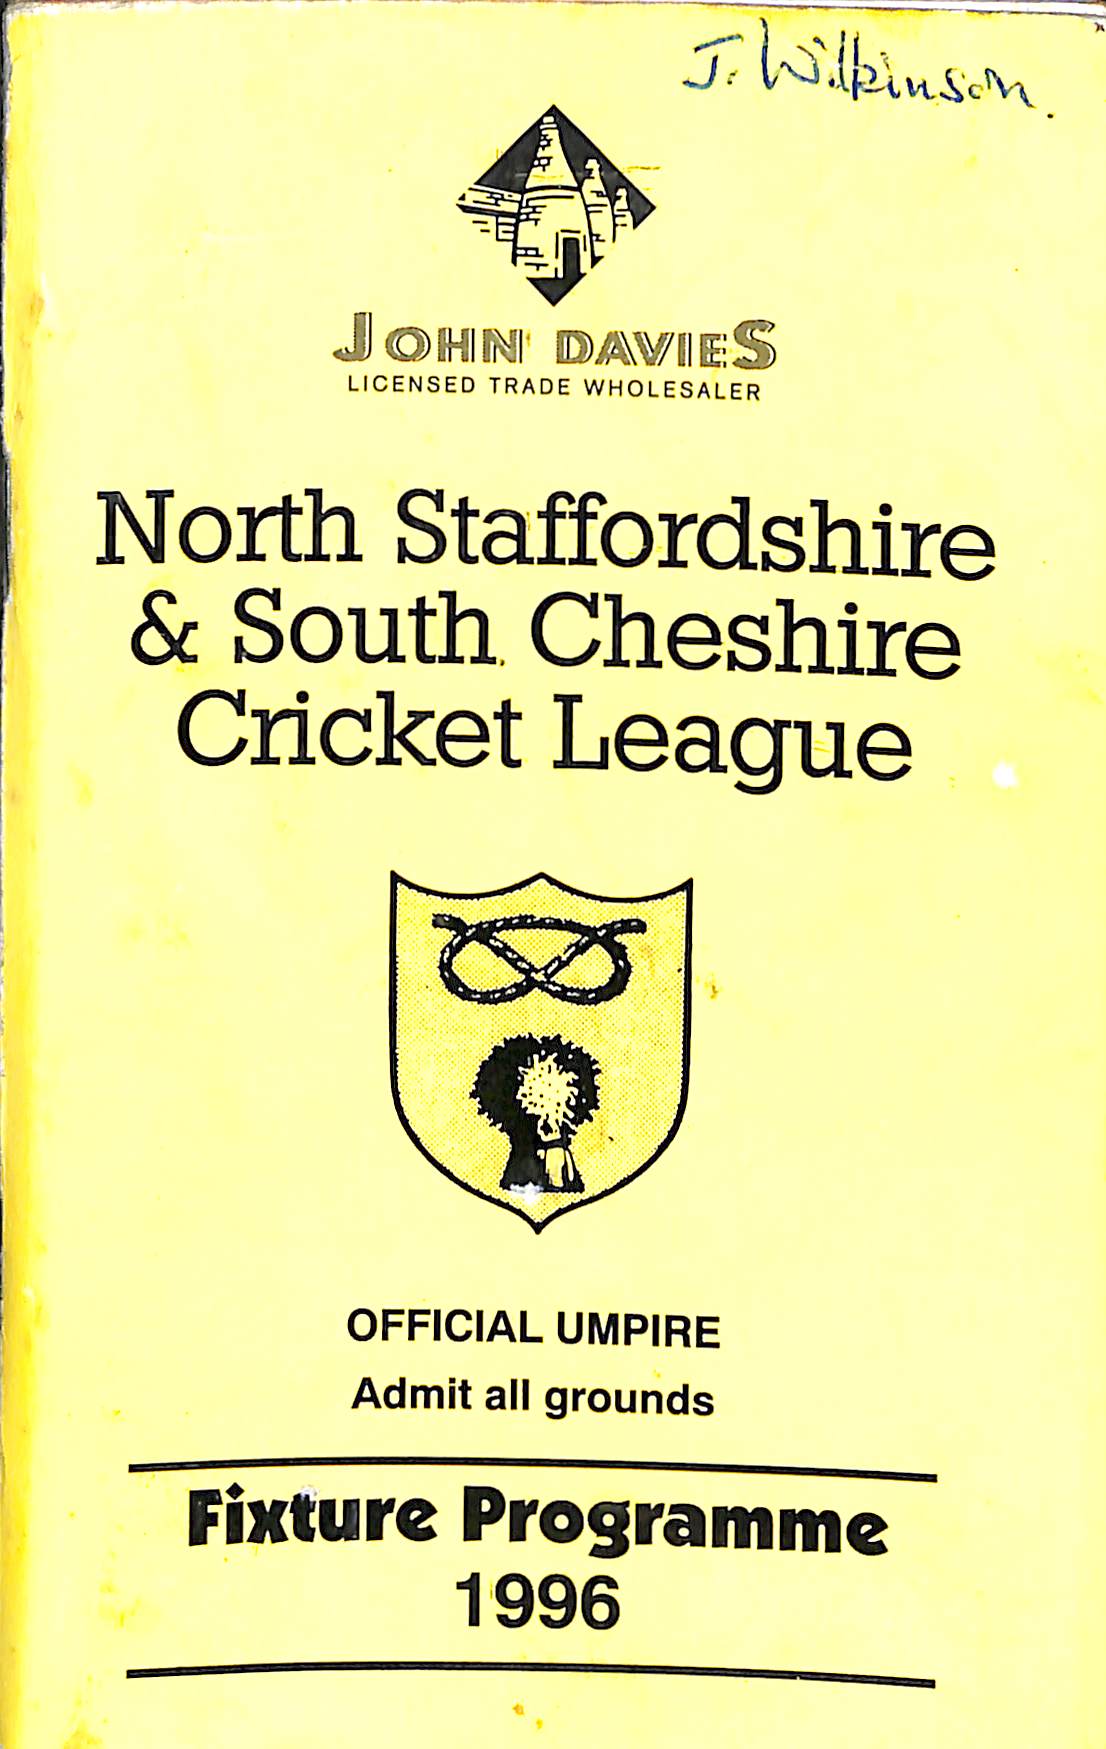 J. Wilkinson.
JOHN DAVIES
LICENSED TRADE WHOLESALER
North Staffordshire
& South Cheshire
Cricket League
OFFICIAL UMPIRE
Admit all grounds
Fixture Programme
1996